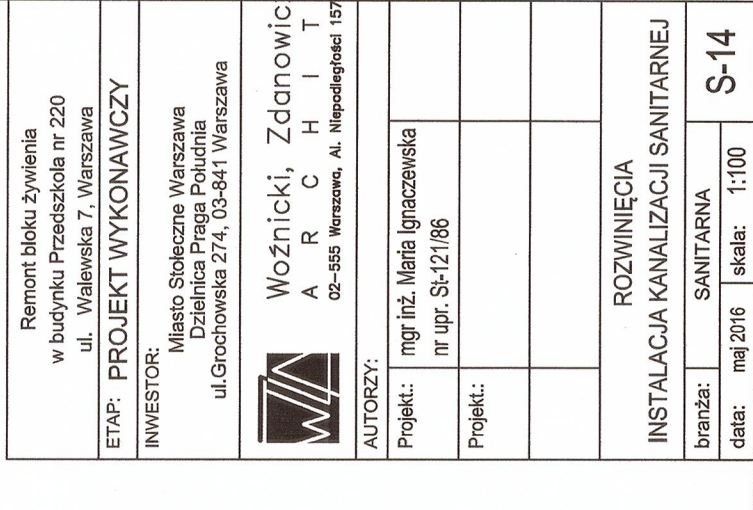 Remont bloku żywienia
w budynku Przedszkola nr 220
ul. Walewska 7, Warszawa
ETAP: PROJEKT WYKONAWCZY
INWESTOR:
Miasto Stołeczne Warszawa
Dzielnica Praga Południa
ul.Grochowska 274, 03-841 Warszawa
Woźnicki, Zdanowic
A R C H I T
02-555 Warszawa, Al. Niepodległości 157
AUTORZY:
Projekt.: mgr inż. Maria Ignaczewska
nr upr. St-121/86
Projekt.:
ROZWINIĘCIA
INSTALACJA KANALIZACJI SANITARNEJ
branża: SANITARNA
S-14
data: maj 2016 skala: 1:100